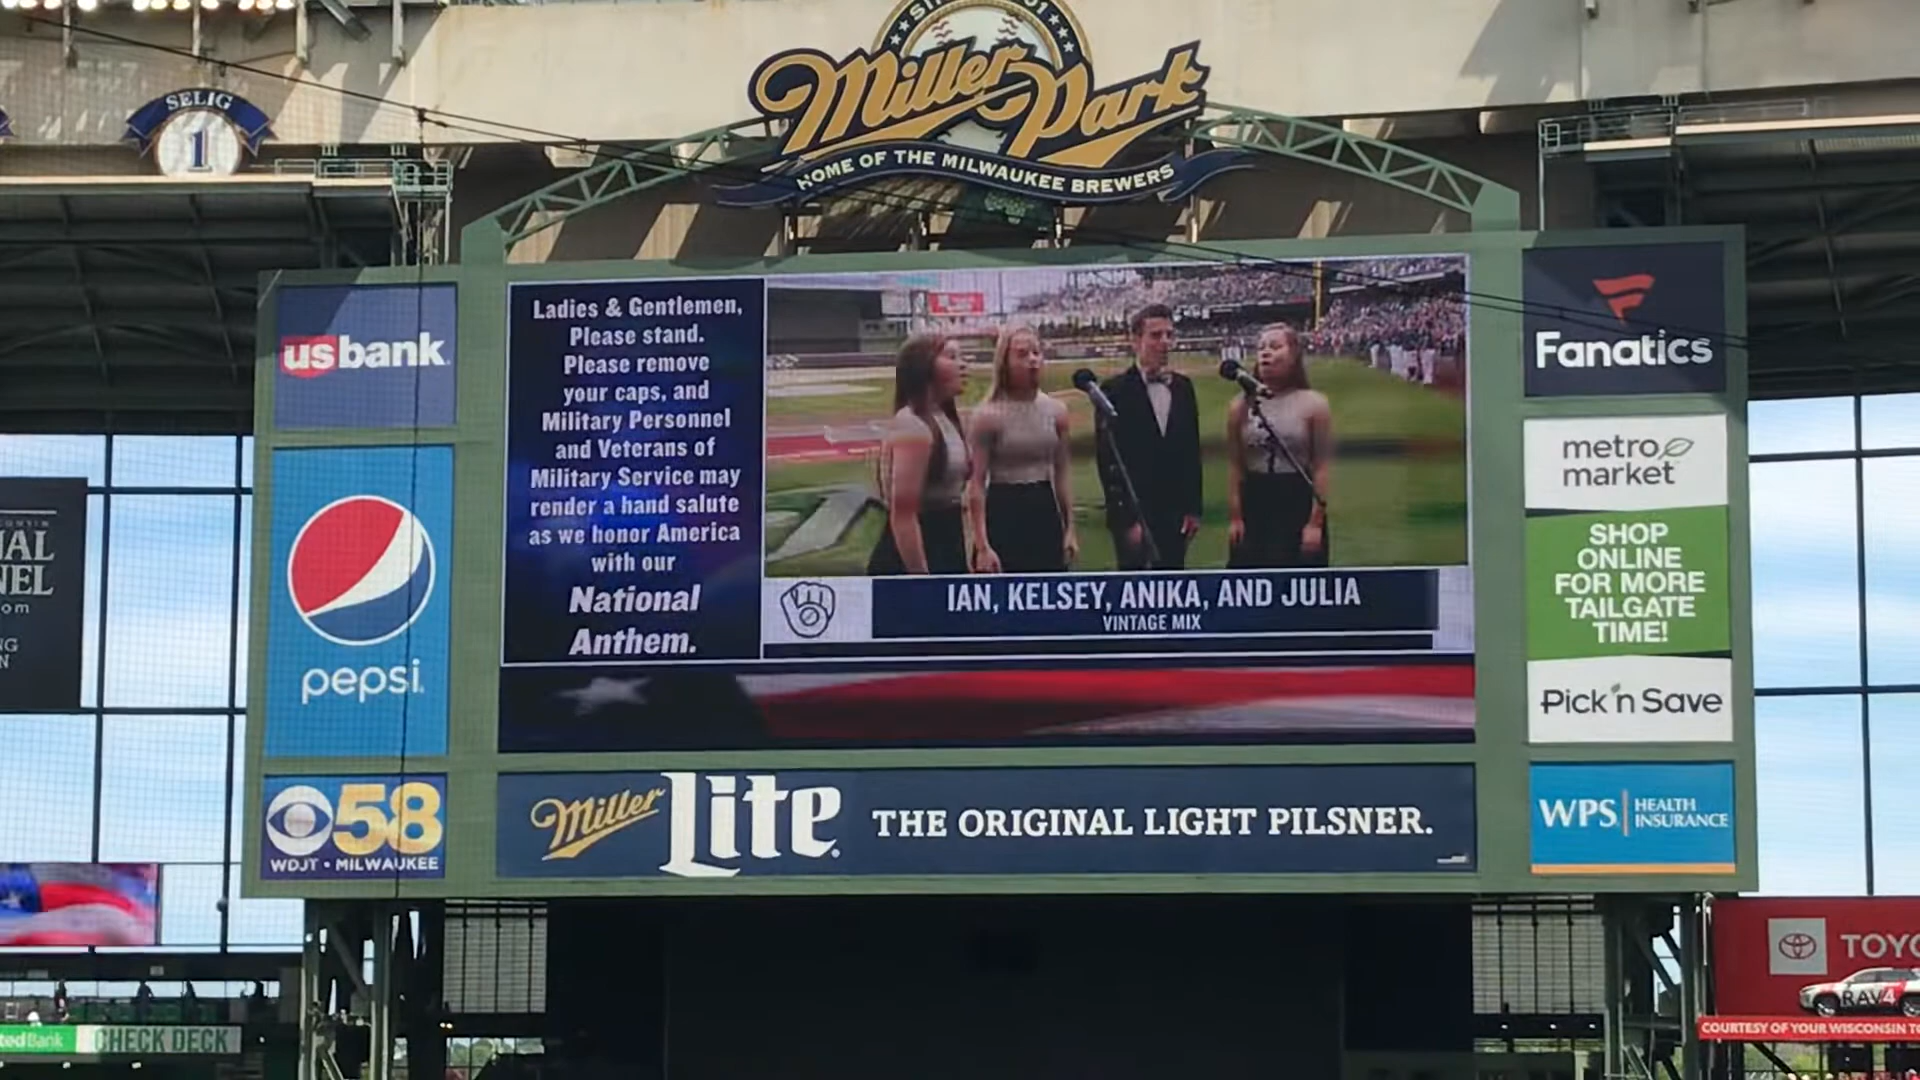 Miller Park
HOME OF THE MILWAUKEE BREWERS
SELIG
1
usbank
pepsi
CBS 58
WDJT • MILWAUKEE
Ladies & Gentlemen,
Please stand.
Please remove
your caps, and
Military Personnel
and Veterans of
Military Service may
render a hand salute
as we honor America
with our
National
Anthem.
IAN, KELSEY, ANIKA, AND JULIA
VINTAGE MIX
Miller Lite THE ORIGINAL LIGHT PILSNER.
Fanatics
metro
market
SHOP
ONLINE
FOR MORE
TAILGATE
TIME!
Pick 'n Save
WPS HEALTH
INSURANCE
CHECK DECK
TOYO
RAV4
COURTESY OF YOUR WISCONSIN